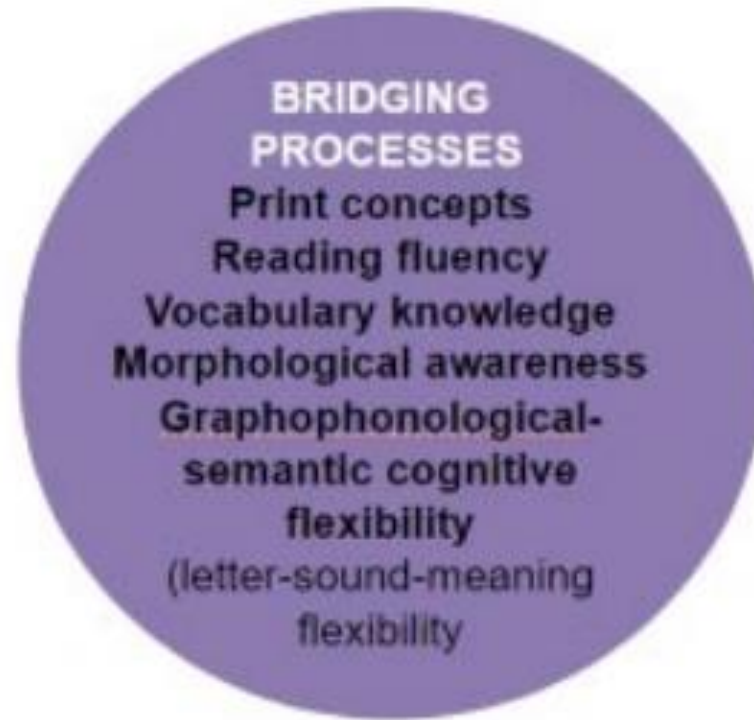 BRIDGING
PROCESSES
Print concepts
Reading fluency
Vocabulary knowledge
Morphological awareness
Graphophonological-
semantic cognitive
flexibility
(letter-sound-meaning
flexibility